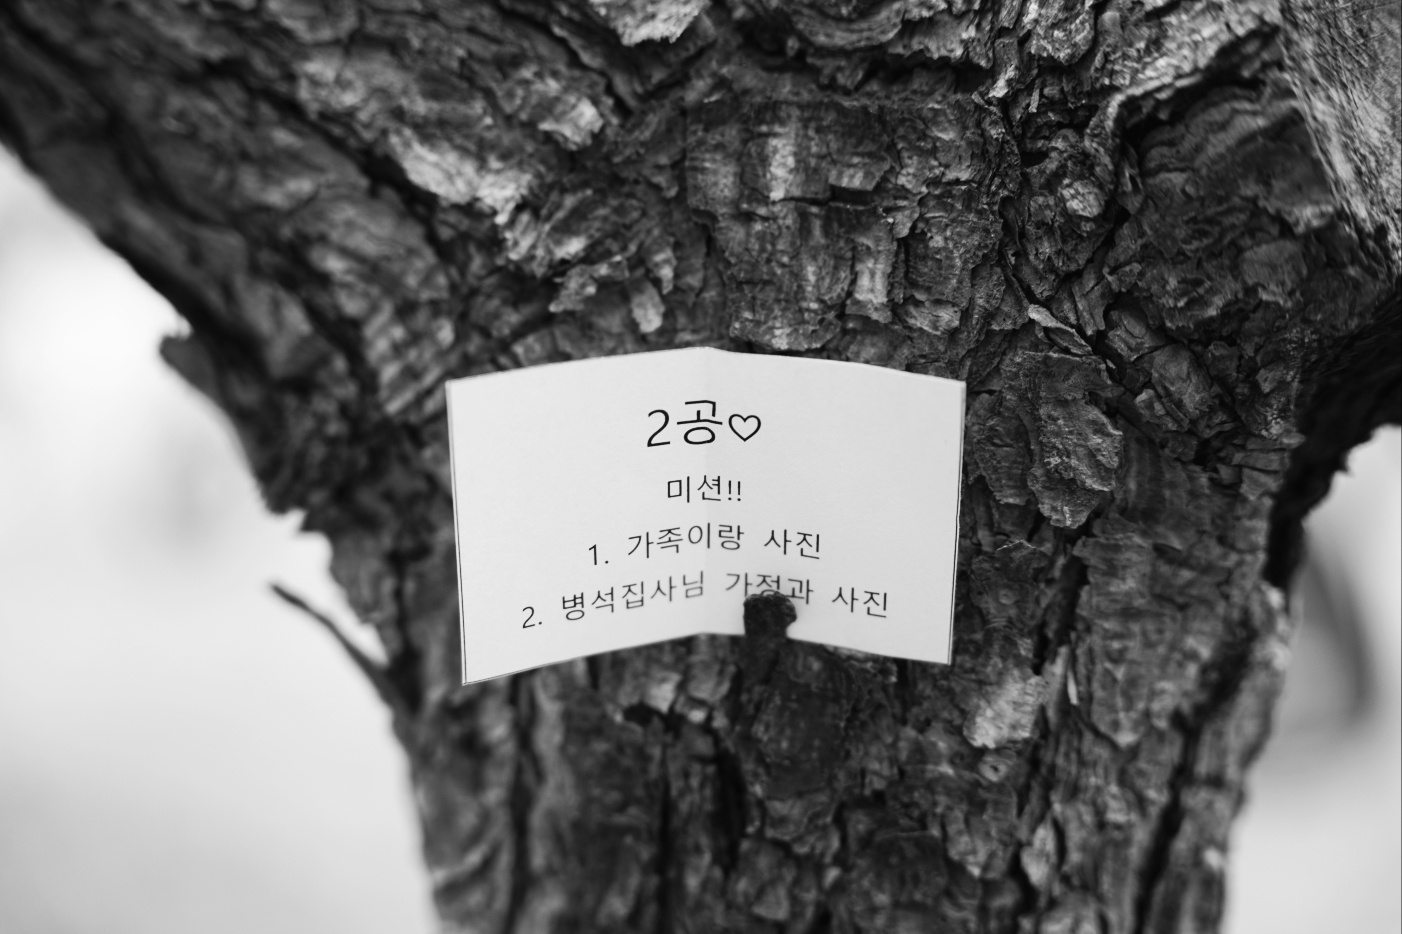 2공♡
미션!!
1. 가족이랑 사진
2. 병석집사님 가정과 사진